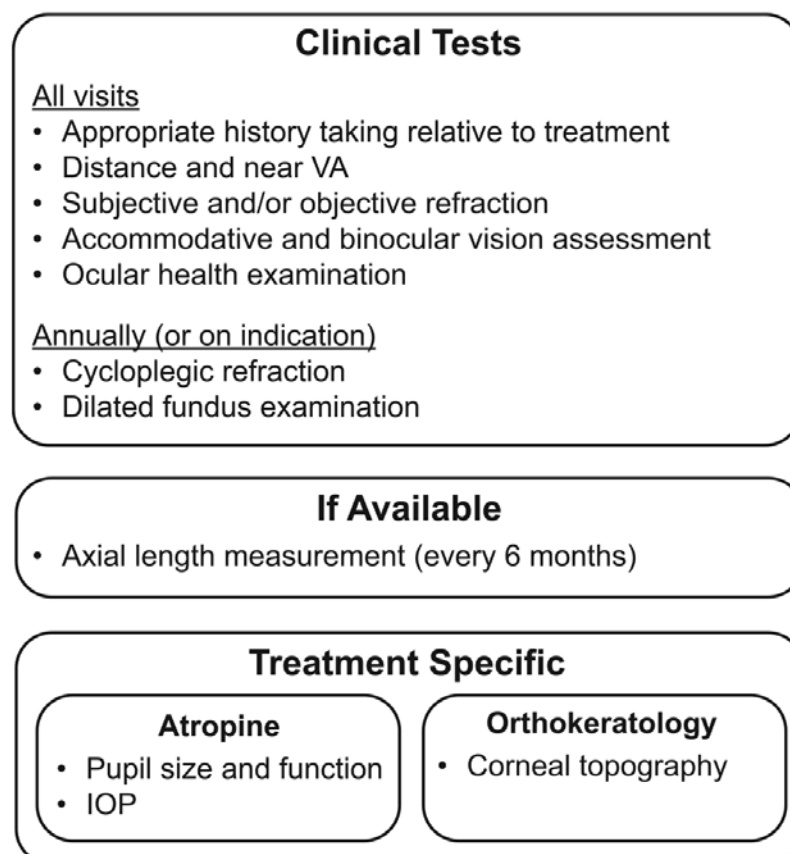 Clinical Tests
All visits
• Appropriate history taking relative to treatment
• Distance and near VA
• Subjective and/or objective refraction
• Accommodative and binocular vision assessment
• Ocular health examination
Annually (or on indication)
• Cycloplegic refraction
• Dilated fundus examination
If Available
• Axial length measurement (every 6 months)
Treatment Specific
Atropine
• Pupil size and function
• IOP
Orthokeratology
• Corneal topography